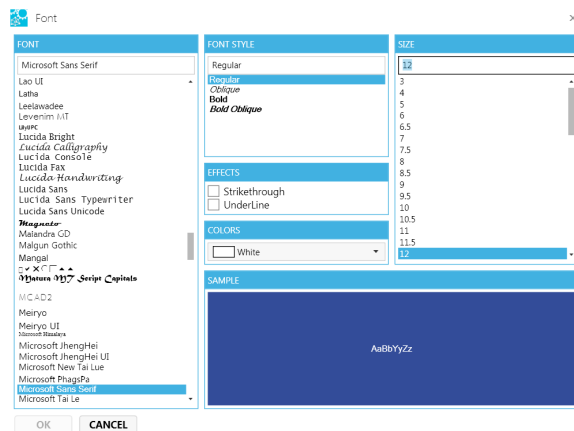 Font
FONT
Microsoft Sans Serif
Lao UI
Latha
Leelawadee
Levenim MT
LilyUPC
Lucida Bright
Lucida Calligraphy
Lucida Console
Lucida Fax
Lucida Handwriting
Lucida Sans
Lucida Sans Typewriter
Lucida Sans Unicode
Magneto
Maiandra GD
Malgun Gothic
Mangal
Matura MT Script Capitals
MCAD2
Meiryo
Meiryo UI
Microsoft Himalaya
Microsoft JhengHei
Microsoft JhengHei UI
Microsoft New Tai Lue
Microsoft PhagsPa
Microsoft Sans Serif
Microsoft Tai Le
FONT STYLE
Regular
Regular
Oblique
Bold
Bold Oblique
EFFECTS
Strikethrough
UnderLine
COLORS
White
SIZE
12
3
4
5
6
6.5
7
7.5
8
8.5
9
9.5
10
10.5
11
11.5
12
SAMPLE
AaBbYyZz
OK
CANCEL